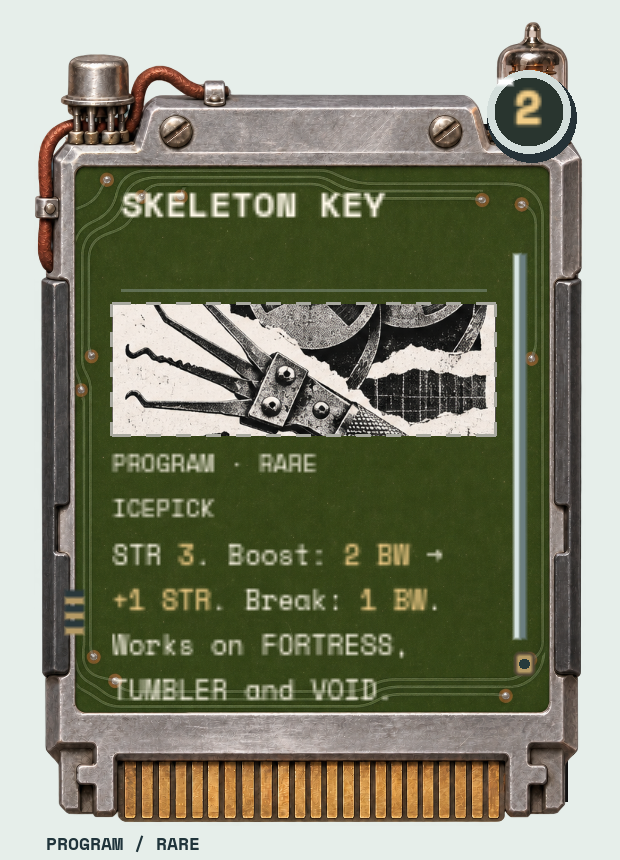 2
SKELETON KEY
PROGRAM · RARE
ICEPICK
STR 3. Boost: 2 BW →
+1 STR. Break: 1 BW.
Works on FORTRESS,
TUMBLER and VOID.
PROGRAM / RARE